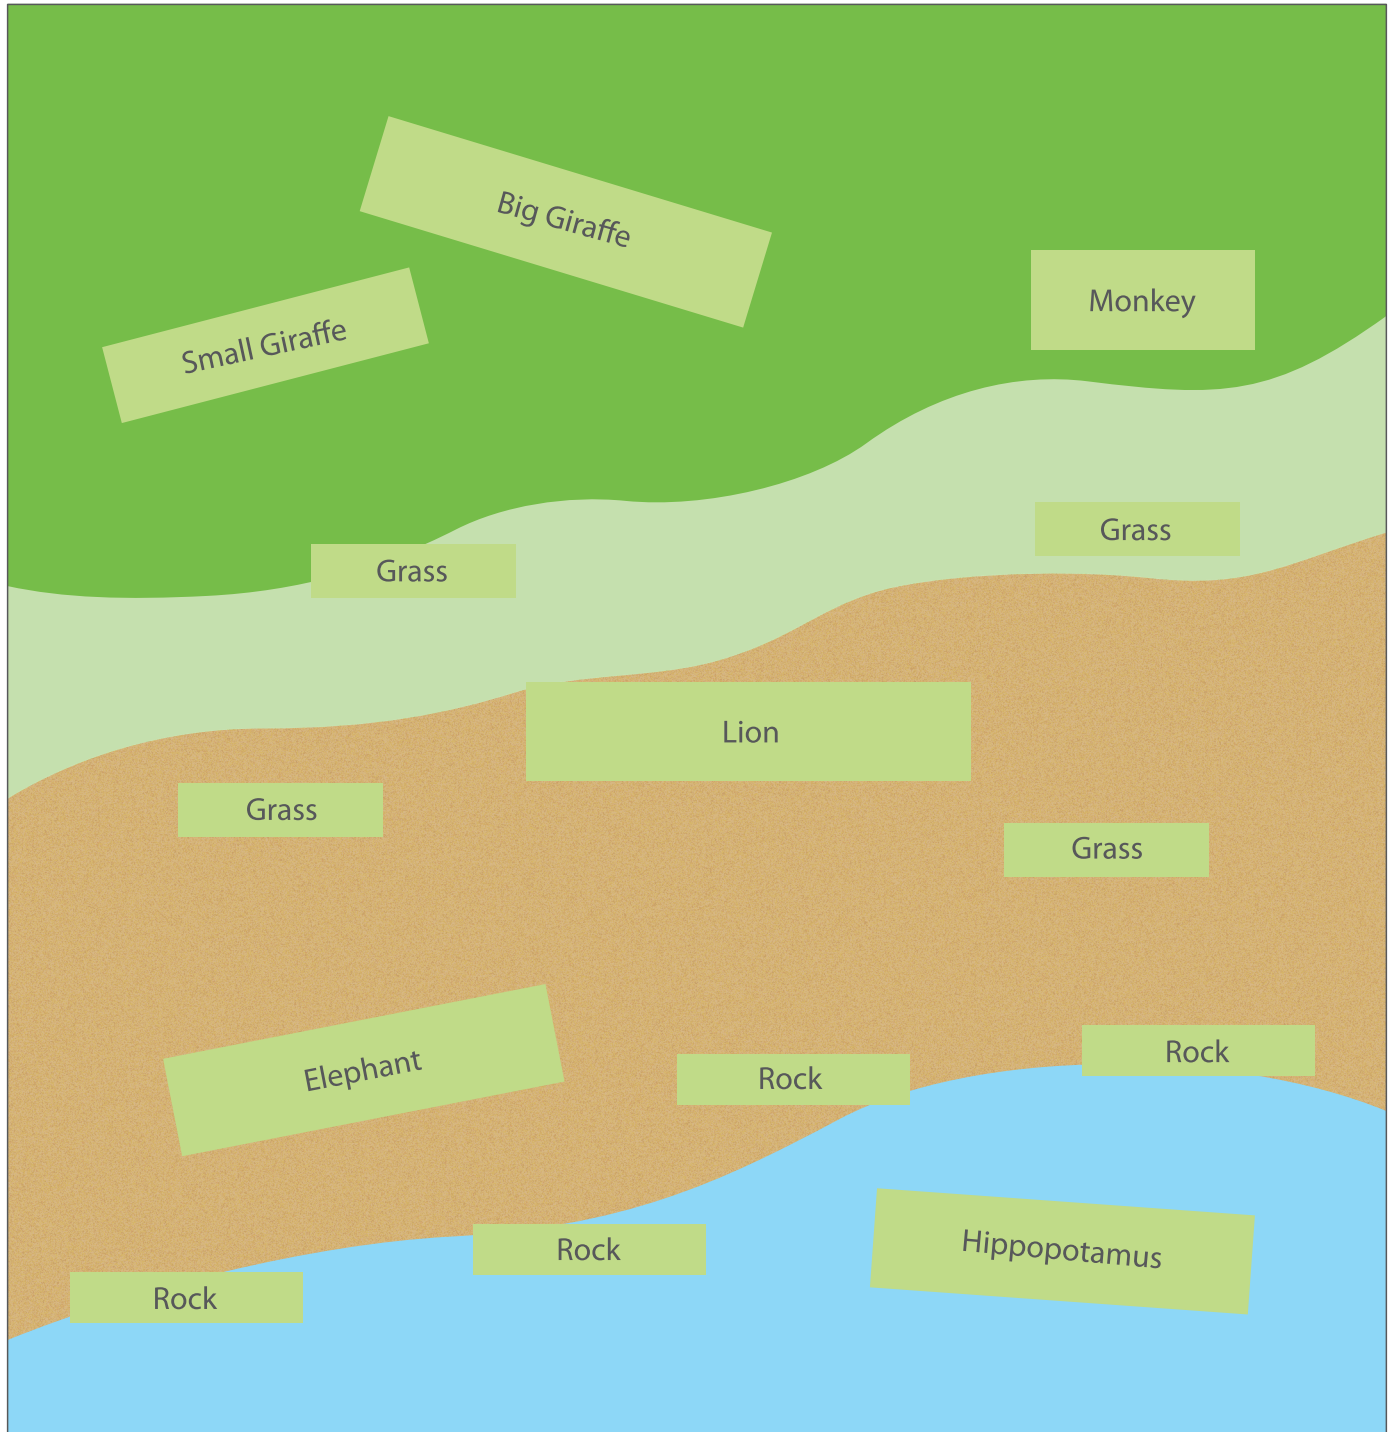 Big Giraffe
Small Giraffe
Monkey
Grass
Grass
Lion
Grass
Grass
Elephant
Rock
Rock
Rock
Hippopotamus
Rock